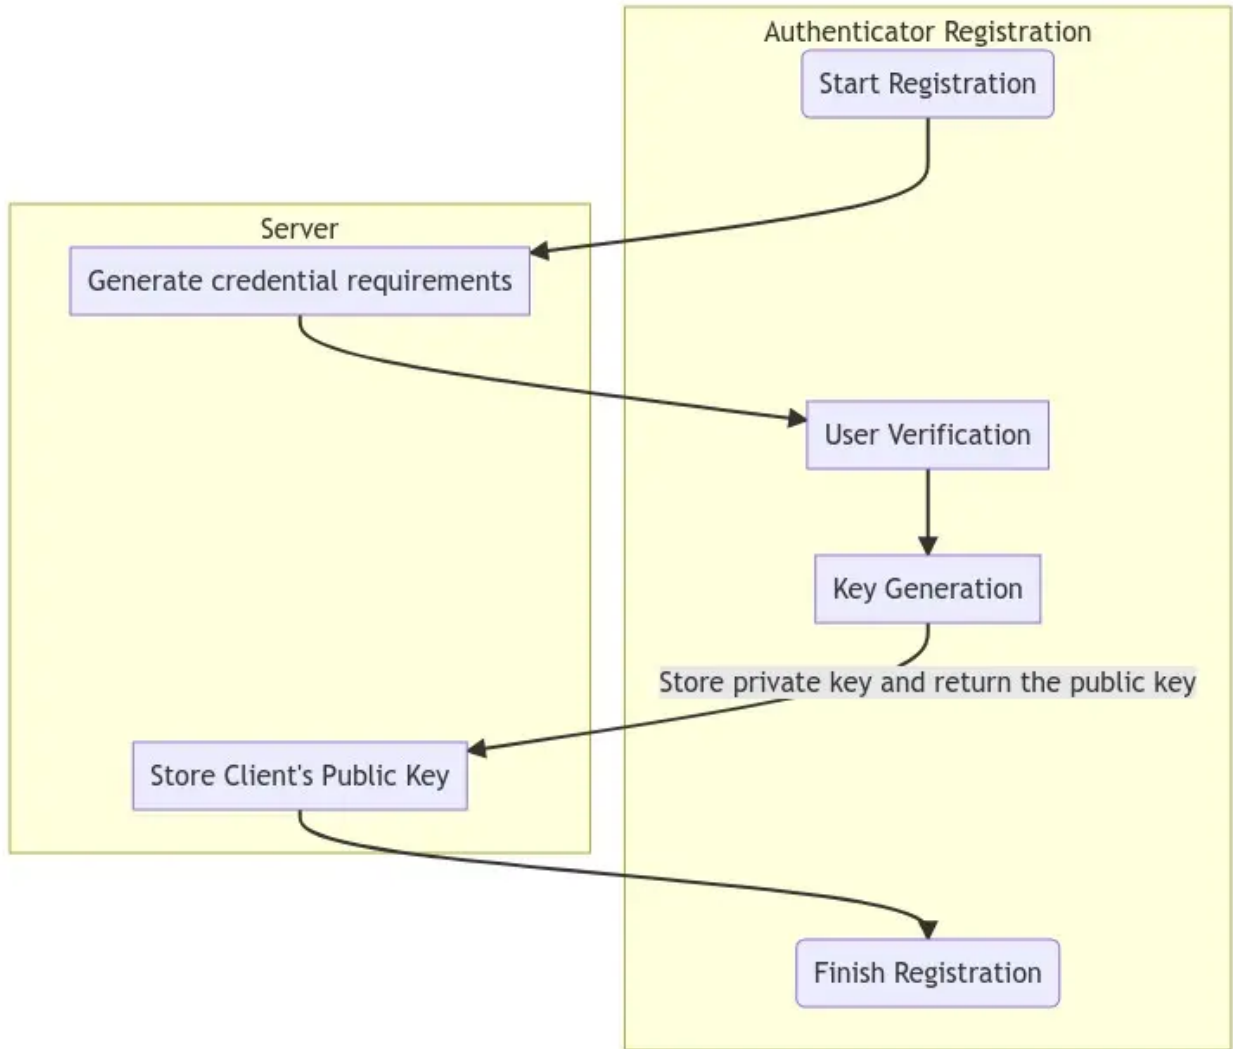 Authenticator Registration
Start Registration
Server
Generate credential requirements
User Verification
Key Generation
Store private key and return the public key
Store Client's Public Key
Finish Registration